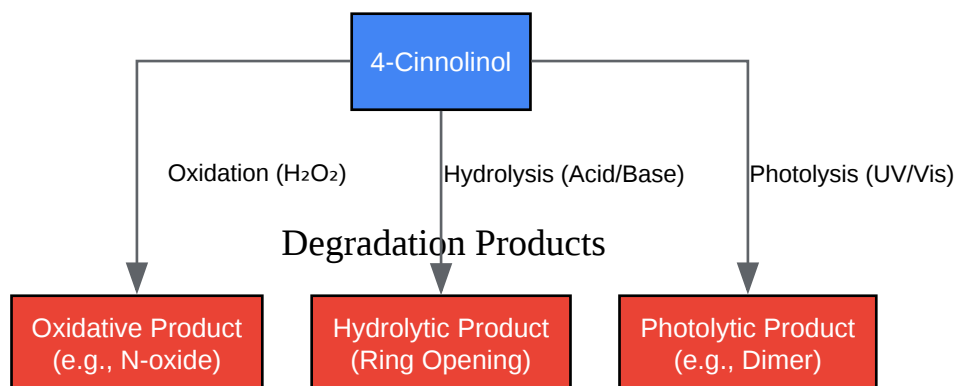 4-Cinnolinol
Oxidation (H₂O₂)
Hydrolysis (Acid/Base)
Photolysis (UV/Vis)
Degradation Products
Oxidative Product
(e.g., N-oxide)
Hydrolytic Product
(Ring Opening)
Photolytic Product
(e.g., Dimer)